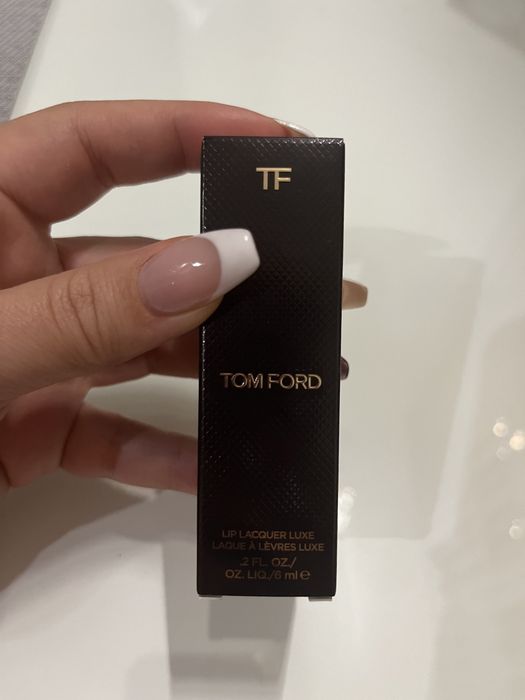 TF
TOM FORD
LIP LACQUER LUXE
LAQUE À LÈVRES LUXE
.2 FL. OZ./
OZ. LIQ./6 ml ℮